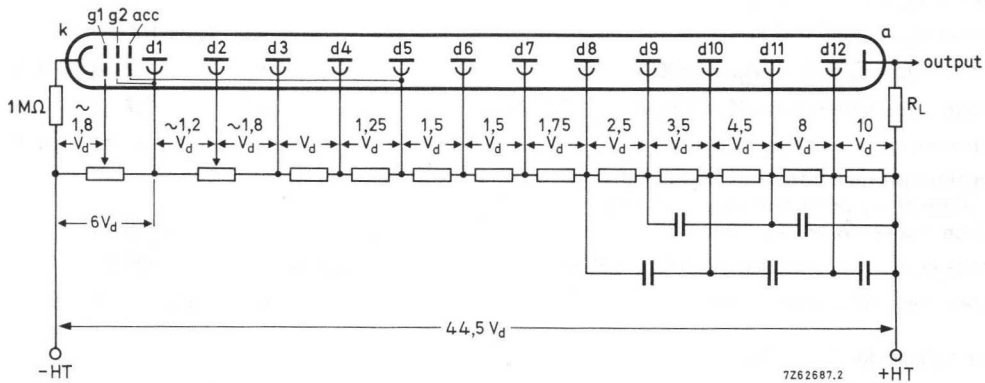 g1 g2 acc
k
a
d1 d2 d3 d4 d5 d6 d7 d8 d9 d10 d11 d12
output
1MΩ
R_L
~1,8 V_d
~1,2 V_d
~1,8 V_d
V_d
1,25 V_d
1,5 V_d
1,5 V_d
1,75 V_d
2,5 V_d
3,5 V_d
4,5 V_d
8 V_d
10 V_d
6V_d
44,5 V_d
-HT
7Z62687.2
+HT